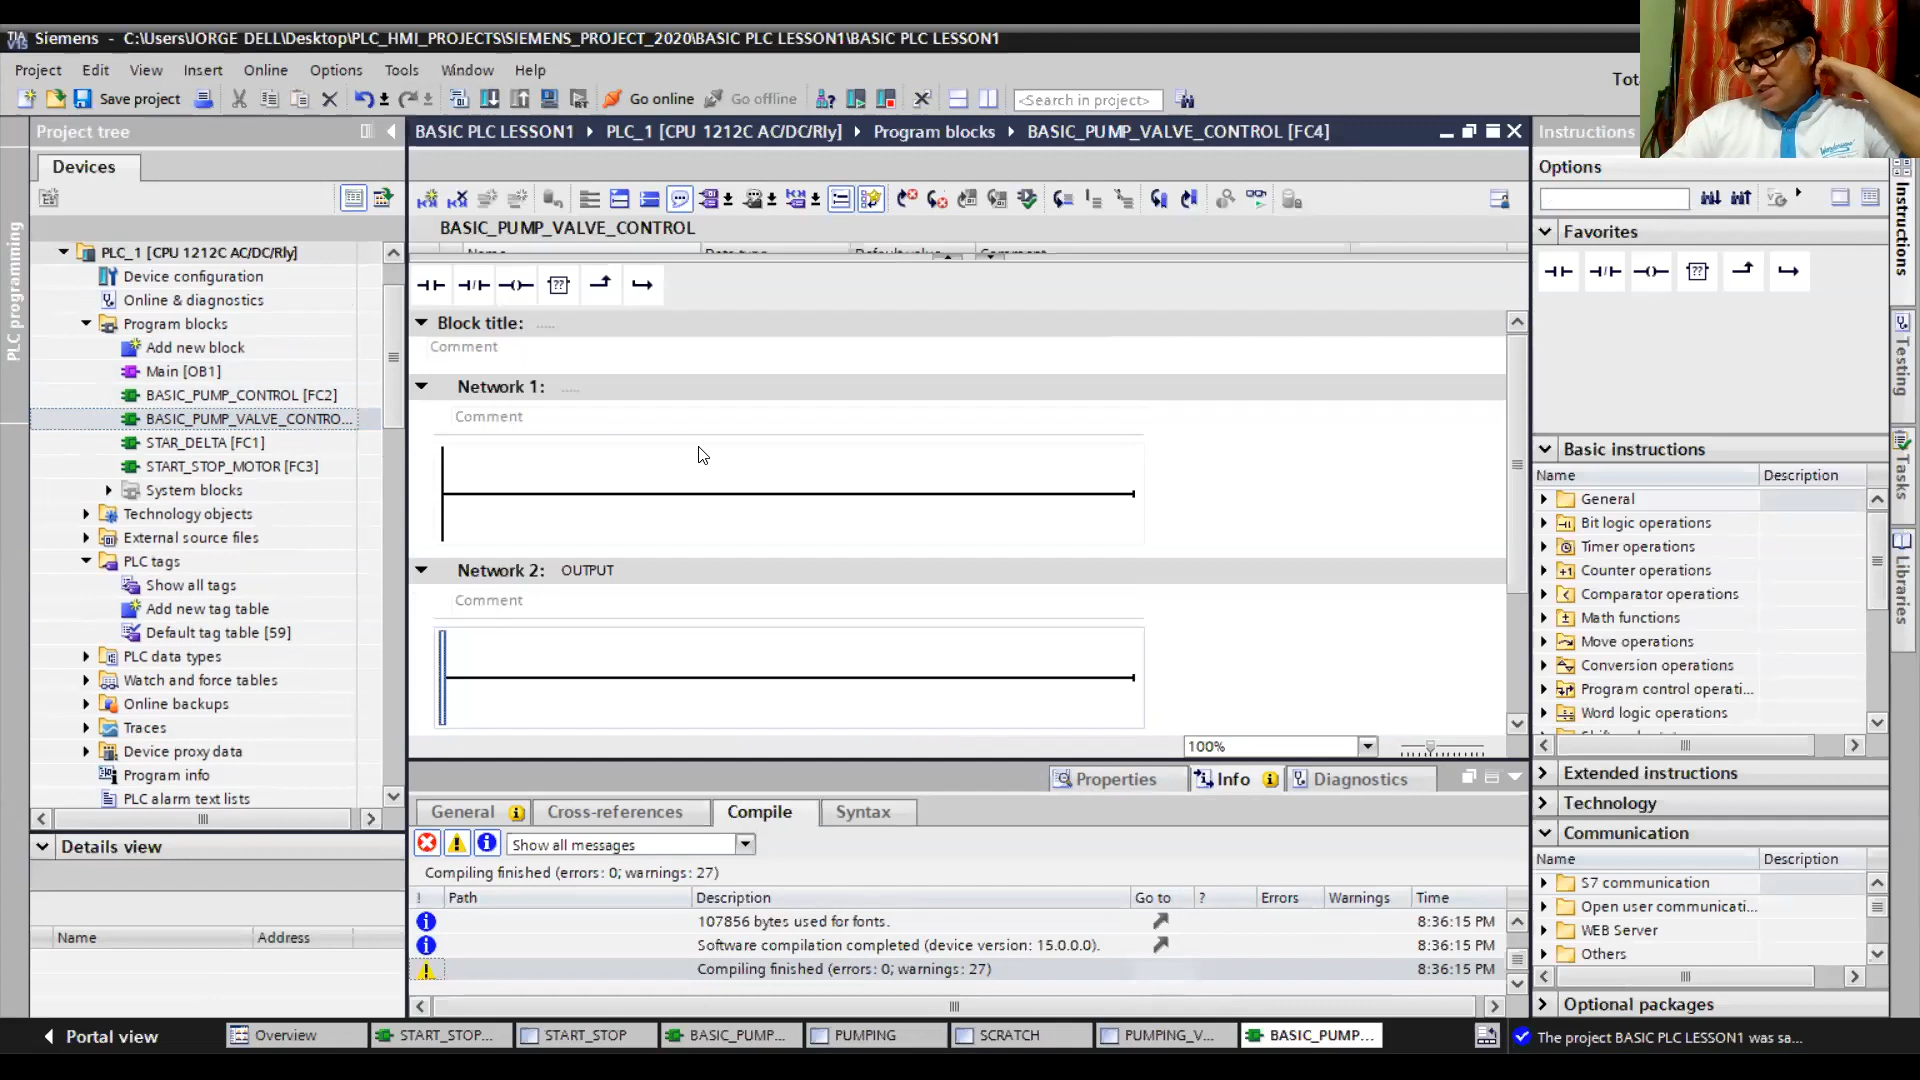 Siemens - C:\Users\JORGE DELL\Desktop\PLC_HMI_PROJECTS\SIEMENS_PROJECT_2020\BASIC PLC LESSON1\BASIC PLC LESSON1
Project Edit View Insert Online Options Tools Window Help
Save project Go online Go offline <Search in project>
Project tree
Devices
PLC programming
PLC_1 [CPU 1212C AC/DC/Rly]
Device configuration
Online & diagnostics
Program blocks
Add new block
Main [OB1]
BASIC_PUMP_CONTROL [FC2]
BASIC_PUMP_VALVE_CONTRO...
STAR_DELTA [FC1]
START_STOP_MOTOR [FC3]
System blocks
Technology objects
External source files
PLC tags
Show all tags
Add new tag table
Default tag table [59]
PLC data types
Watch and force tables
Online backups
Traces
Device proxy data
Program info
PLC alarm text lists
Details view
Name Address
BASIC PLC LESSON1 PLC_1 [CPU 1212C AC/DC/Rly] Program blocks BASIC_PUMP_VALVE_CONTROL [FC4]
BASIC_PUMP_VALVE_CONTROL
Name Data type Default value Comment
??
Block title: .....
Comment
Network 1: .....
Comment
Network 2: OUTPUT
Comment
100%
Properties Info Diagnostics
General Cross-references Compile Syntax
Show all messages
Compiling finished (errors: 0; warnings: 27)
! Path Description Go to ? Errors Warnings Time
107856 bytes used for fonts. 8:36:15 PM
Software compilation completed (device version: 15.0.0.0). 8:36:15 PM
Compiling finished (errors: 0; warnings: 27) 8:36:15 PM
Instructions
Options
Favorites
??
Basic instructions
Name Description
General
Bit logic operations
Timer operations
Counter operations
Comparator operations
Math functions
Move operations
Conversion operations
Program control operati...
Word logic operations
Extended instructions
Technology
Communication
Name Description
S7 communication
Open user communicati...
WEB Server
Others
Optional packages
Instructions
Testing
Tasks
Libraries
Portal view Overview START_STOP... START_STOP BASIC_PUMP... PUMPING SCRATCH PUMPING_V... BASIC_PUMP... The project BASIC PLC LESSON1 was sa...